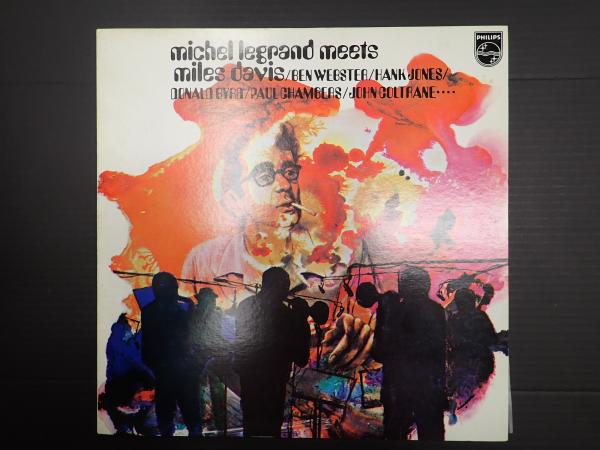 michel legrand meets
miles davis/BEN WEBSTER/HANK JONES/
DONALD BYRD/PAUL CHAMBERS/JOHN COLTRANE····
PHILIPS